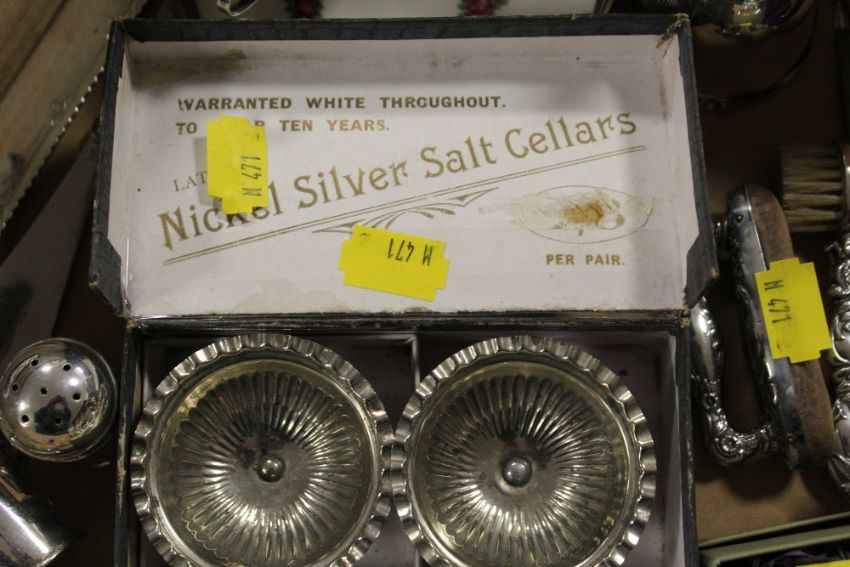 WARRANTED WHITE THROUGHOUT.
TO TEN YEARS.
Nickel Silver Salt Cellars
PER PAIR.
M 471
M 471
M 471